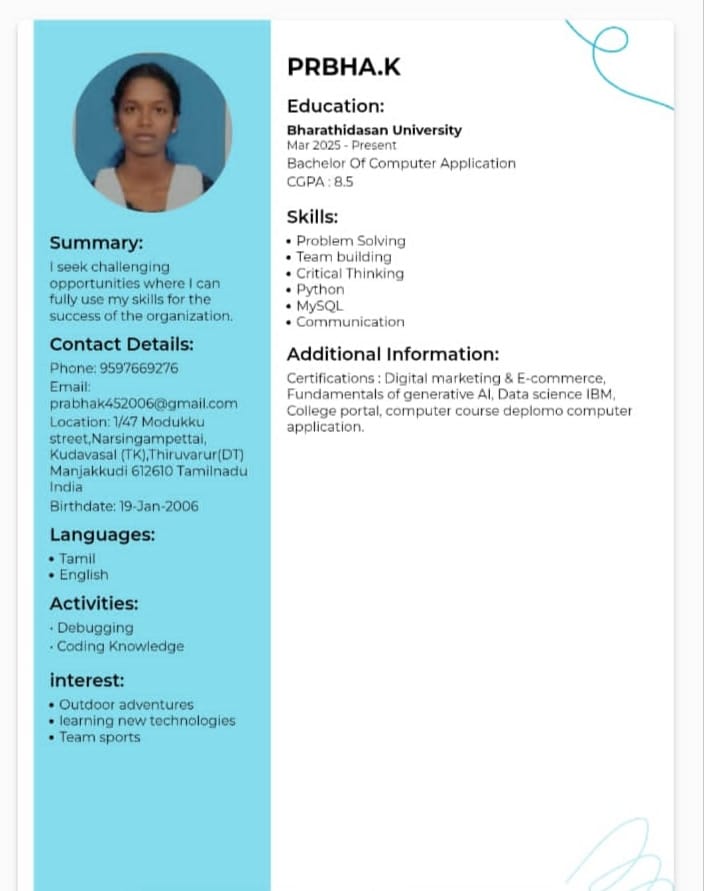 PRBHA.K
Education:
Bharathidasan University
Mar 2025 - Present
Bachelor Of Computer Application
CGPA : 8.5
Skills:
• Problem Solving
• Team building
• Critical Thinking
• Python
• MySQL
• Communication
Additional Information:
Certifications : Digital marketing & E-commerce,
Fundamentals of generative AI, Data science IBM,
College portal, computer course deplomo computer
application.
Summary:
I seek challenging
opportunities where I can
fully use my skills for the
success of the organization.
Contact Details:
Phone: 9597669276
Email:
prabhak452006@gmail.com
Location: 1/47 Modukku
street,Narsingampettai,
Kudavasal (TK),Thiruvarur(DT)
Manjakkudi 612610 Tamilnadu
India
Birthdate: 19-Jan-2006
Languages:
• Tamil
• English
Activities:
· Debugging
· Coding Knowledge
interest:
• Outdoor adventures
• learning new technologies
• Team sports